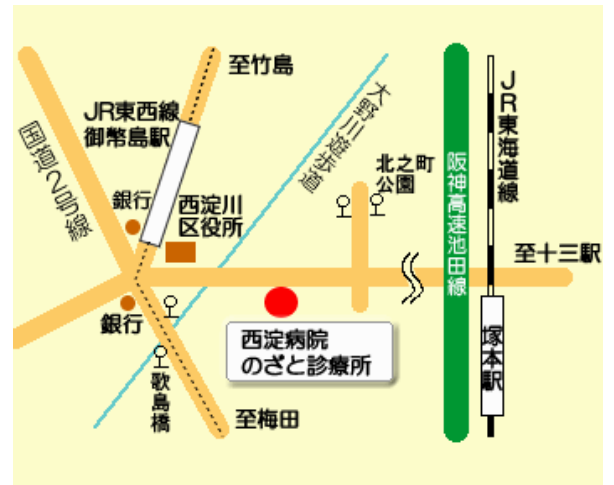 至竹島
JR東西線
御幣島駅
国道2号線
大野川遊歩道
北之町
公園
阪神高速池田線
JR東海道線
銀行
西淀川
区役所
至十三駅
銀行
西淀病院
のざと診療所
塚本駅
歌島橋
至梅田